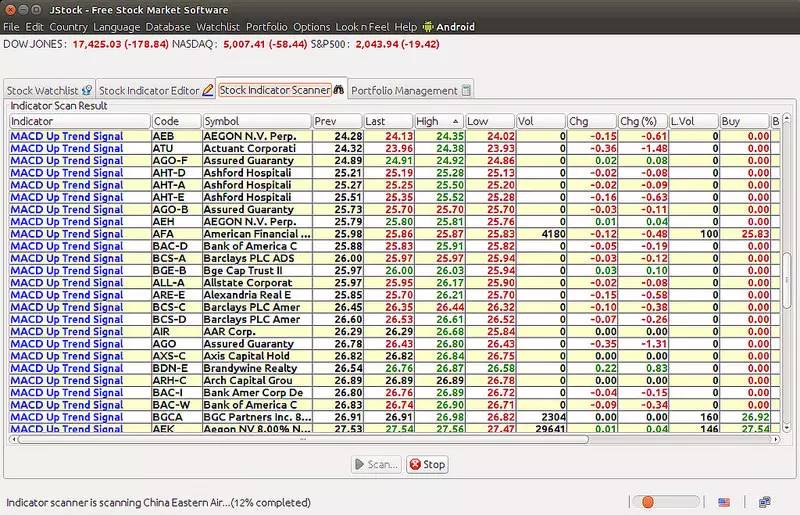 JStock - Free Stock Market Software
File Edit Country Language Database Watchlist Portfolio Options Look n Feel Help Android
DOW JONES: 17,425.03 (-178.84) NASDAQ: 5,007.41 (-58.44) S&P500: 2,043.94 (-19.42)
Stock Watchlist Stock Indicator Editor Stock Indicator Scanner Portfolio Management
Indicator Scan Result
Indicator Code Symbol Prev Last High Low Vol Chg Chg (%) L.Vol Buy B
MACD Up Trend Signal AEB AEGON N.V. Perp. 24.28 24.13 24.35 24.02 0 -0.15 -0.61 0 0.00
MACD Up Trend Signal ATU Actuant Corporati 24.32 23.96 24.38 23.93 0 -0.36 -1.48 0 0.00
MACD Up Trend Signal AGO-F Assured Guaranty 24.89 24.91 24.92 24.86 0 0.02 0.08 0 0.00
MACD Up Trend Signal AHT-D Ashford Hospitali 25.21 25.19 25.28 25.13 0 -0.02 -0.08 0 0.00
MACD Up Trend Signal AHT-A Ashford Hospitali 25.27 25.25 25.50 25.20 0 -0.02 -0.09 0 0.00
MACD Up Trend Signal AHT-E Ashford Hospitali 25.51 25.35 25.52 25.28 0 -0.16 -0.63 0 0.00
MACD Up Trend Signal AGO-B Assured Guaranty 25.73 25.70 25.70 25.70 0 -0.03 -0.11 0 0.00
MACD Up Trend Signal AEH AEGON N.V. Perp. 25.79 25.80 25.81 25.76 0 0.01 0.04 0 0.00
MACD Up Trend Signal AFA American Financial ... 25.98 25.86 25.87 25.83 4180 -0.12 -0.48 100 25.83
MACD Up Trend Signal BAC-D Bank of America C 25.88 25.83 25.91 25.82 0 -0.05 -0.19 0 0.00
MACD Up Trend Signal BCS-A Barclays PLC ADS 26.00 25.97 25.97 25.94 0 -0.03 -0.12 0 0.00
MACD Up Trend Signal BGE-B Bge Cap Trust II 25.97 26.00 26.03 25.94 0 0.03 0.10 0 0.00
MACD Up Trend Signal ALL-A Allstate Corporat 25.97 25.95 26.17 25.90 0 -0.02 -0.08 0 0.00
MACD Up Trend Signal ARE-E Alexandria Real E 25.85 25.70 26.21 25.70 0 -0.15 -0.58 0 0.00
MACD Up Trend Signal BCS-C Barclays PLC Amer 26.45 26.35 26.44 26.32 0 -0.10 -0.38 0 0.00
MACD Up Trend Signal BCS-D Barclays PLC Amer 26.60 26.53 26.61 26.52 0 -0.07 -0.26 0 0.00
MACD Up Trend Signal AIR AAR Corp. 26.29 26.29 26.68 25.84 0 0.00 0.00 0 0.00
MACD Up Trend Signal AGO Assured Guaranty 26.78 26.43 26.80 26.43 0 -0.35 -1.31 0 0.00
MACD Up Trend Signal AXS-C Axis Capital Hold 26.82 26.82 26.84 26.75 0 0.00 0.00 0 0.00
MACD Up Trend Signal BDN-E Brandywine Realty 26.54 26.76 26.87 26.58 0 0.22 0.83 0 0.00
MACD Up Trend Signal ARH-C Arch Capital Grou 26.89 26.89 26.89 26.78 0 0.00 0.00 0 0.00
MACD Up Trend Signal BAC-I Bank Amer Corp De 26.80 26.76 26.89 26.72 0 -0.04 -0.15 0 0.00
MACD Up Trend Signal BAC-W Bank of America C 26.83 26.74 26.90 26.71 0 -0.09 -0.34 0 0.00
MACD Up Trend Signal BGCA BGC Partners Inc. 8... 26.91 26.91 26.98 26.82 2304 0.00 0.00 160 26.92
MACD Up Trend Signal AEK Aegon NV 8.00% N... 27.53 27.54 27.56 27.47 29641 0.01 0.04 146 27.54
Scan... Stop
Indicator scanner is scanning China Eastern Air...(12% completed)